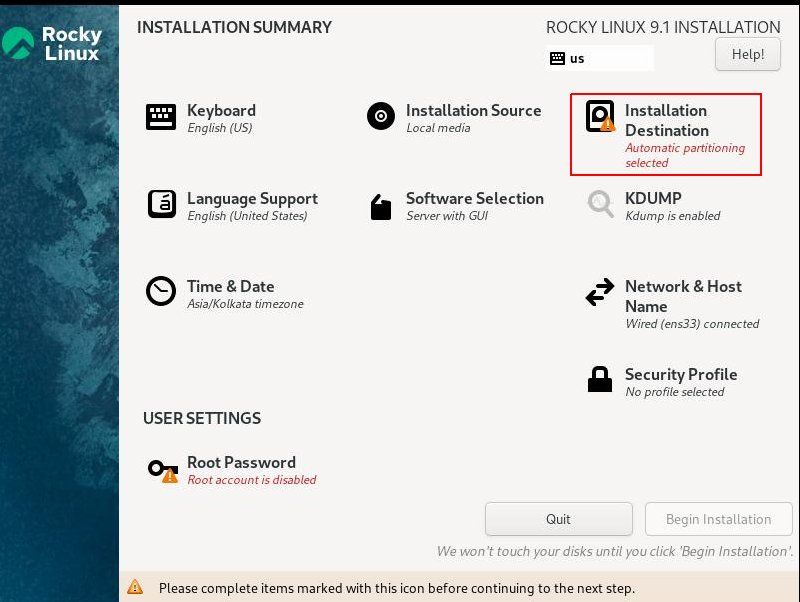 Rocky
Linux
INSTALLATION SUMMARY
ROCKY LINUX 9.1 INSTALLATION
us
Help!
Keyboard
English (US)
Language Support
English (United States)
Time & Date
Asia/Kolkata timezone
Installation Source
Local media
Software Selection
Server with GUI
Installation
Destination
Automatic partitioning
selected
KDUMP
Kdump is enabled
Network & Host
Name
Wired (ens33) connected
Security Profile
No profile selected
USER SETTINGS
Root Password
Root account is disabled
Quit
Begin Installation
We won't touch your disks until you click 'Begin Installation'.
Please complete items marked with this icon before continuing to the next step.